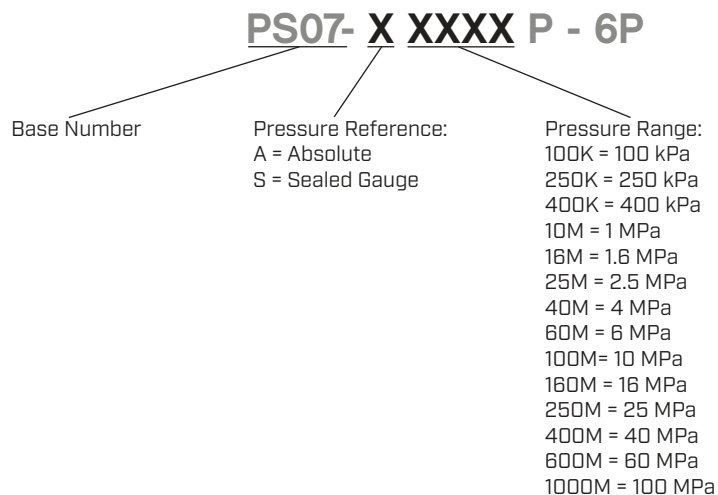 PS07- X XXXX P - 6P
Base Number
Pressure Reference:
A = Absolute
S = Sealed Gauge
Pressure Range:
100K = 100 kPa
250K = 250 kPa
400K = 400 kPa
10M = 1 MPa
16M = 1.6 MPa
25M = 2.5 MPa
40M = 4 MPa
60M = 6 MPa
100M= 10 MPa
160M = 16 MPa
250M = 25 MPa
400M = 40 MPa
600M = 60 MPa
1000M = 100 MPa